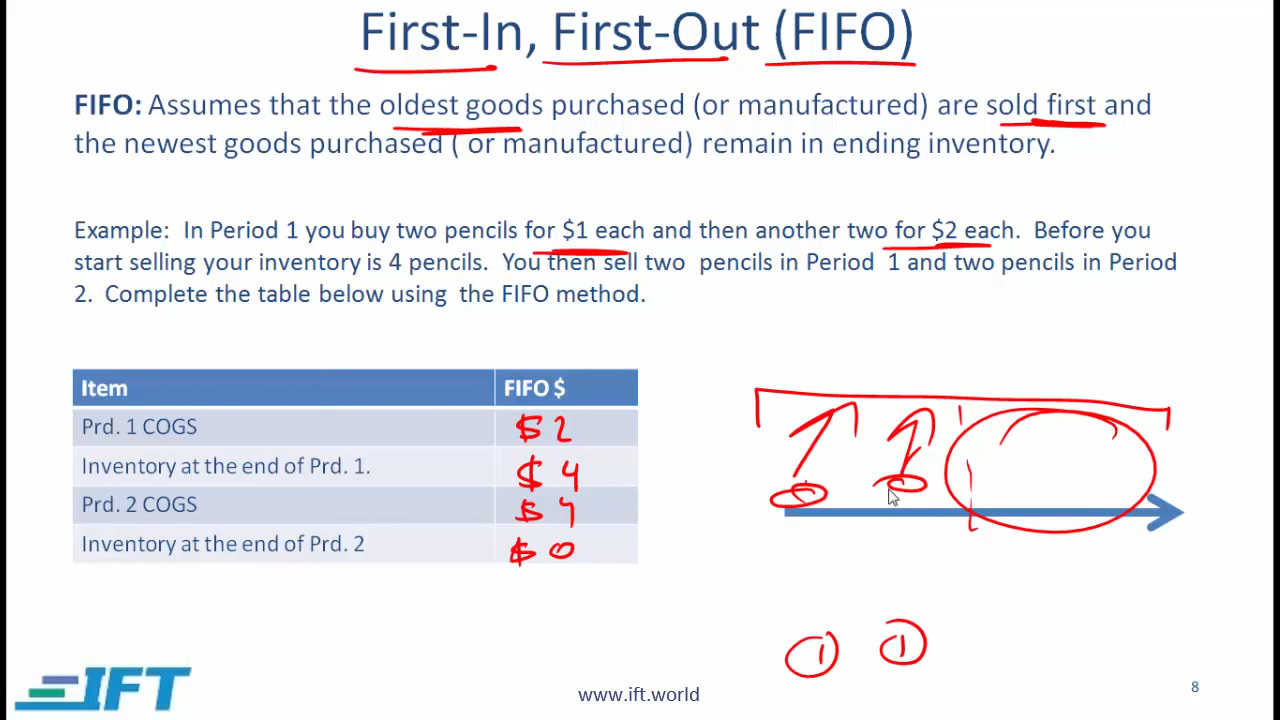 First-In, First-Out (FIFO)
FIFO: Assumes that the oldest goods purchased (or manufactured) are sold first and
the newest goods purchased ( or manufactured) remain in ending inventory.
Example: In Period 1 you buy two pencils for $1 each and then another two for $2 each. Before you
start selling your inventory is 4 pencils. You then sell two pencils in Period 1 and two pencils in Period
2. Complete the table below using the FIFO method.
Item FIFO $
Prd. 1 COGS $ 2
Inventory at the end of Prd. 1. $ 4
Prd. 2 COGS $ 4
Inventory at the end of Prd. 2 $ 0
1 1
IFT
www.ift.world
8